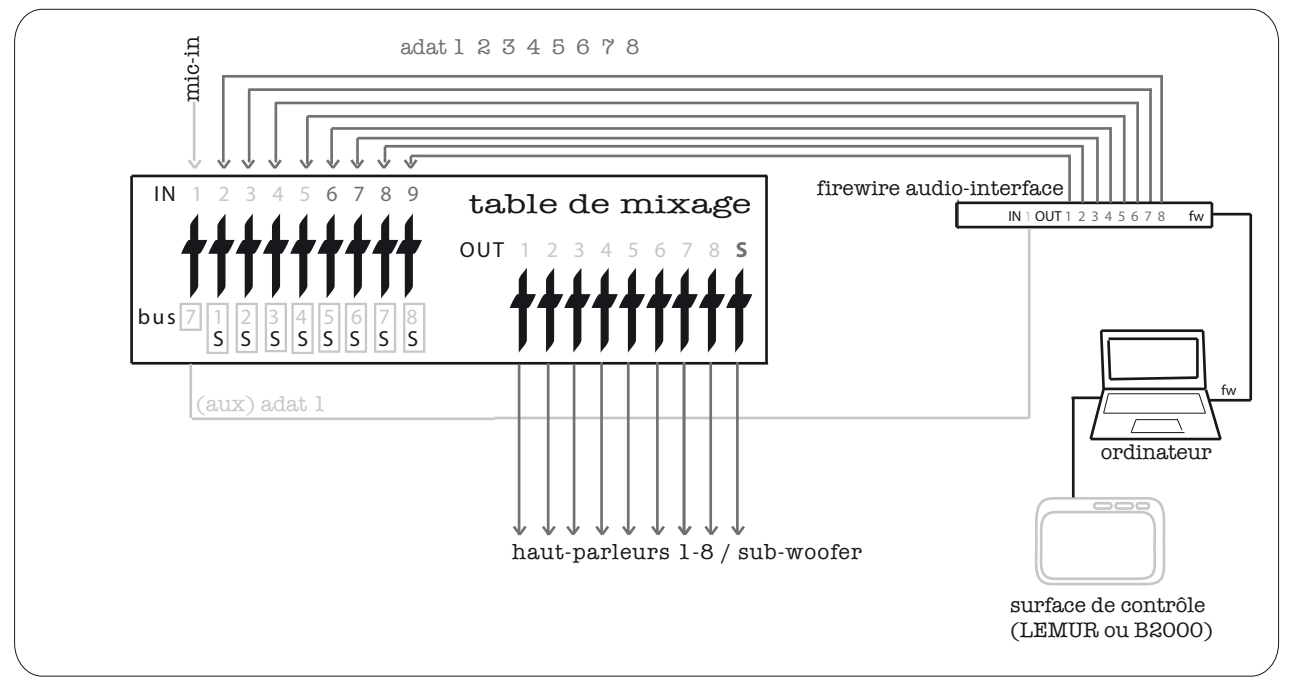 mic-in
adat 1 2 3 4 5 6 7 8
firewire audio-interface
IN 1 2 3 4 5 6 7 8 9
table de mixage
IN 1 OUT 1 2 3 4 5 6 7 8 fw
OUT 1 2 3 4 5 6 7 8 S
bus 7 1 2 3 4 5 6 7 8
S S S S S S S S
(aux) adat 1
fw
ordinateur
haut-parleurs 1-8 / sub-woofer
surface de contrôle
(LEMUR ou B2000)